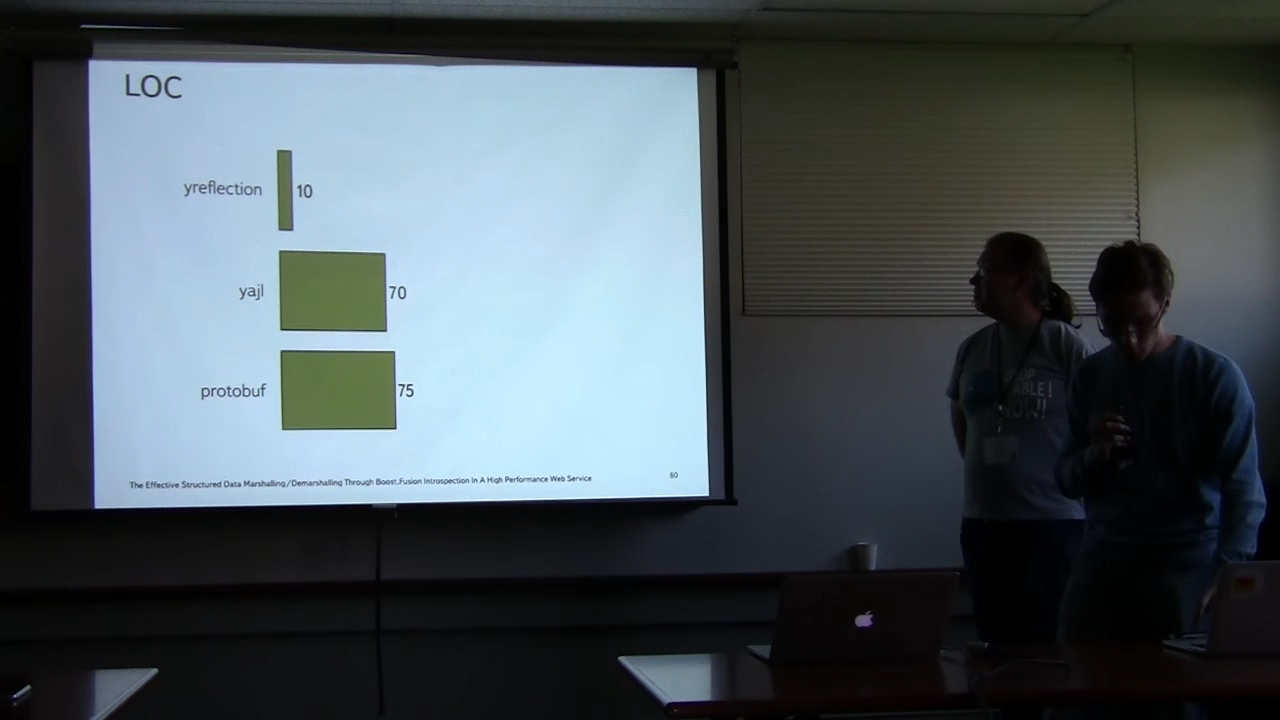 LOC
yreflection 10
yajl 70
protobuf 75
The Effective Structured Data Marshalling/Demarshalling Through Boost.Fusion Introspection In A High Performance Web Service 60
NOW!